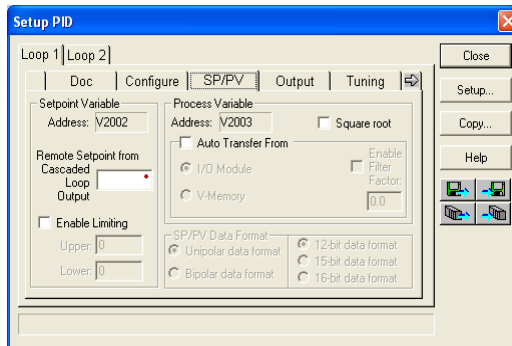 Setup PID
Loop 1 Loop 2
Doc Configure SP/PV Output Tuning
Setpoint Variable
Address: V2002
Remote Setpoint from
Cascaded
Loop
Output
Enable Limiting
Upper: 0
Lower: 0
Process Variable
Address: V2003
Square root
Auto Transfer From
I/O Module
V-Memory
Enable
Filter
Factor:
0.0
SP/PV Data Format
Unipolar data format
Bipolar data format
12-bit data format
15-bit data format
16-bit data format
Close
Setup...
Copy...
Help